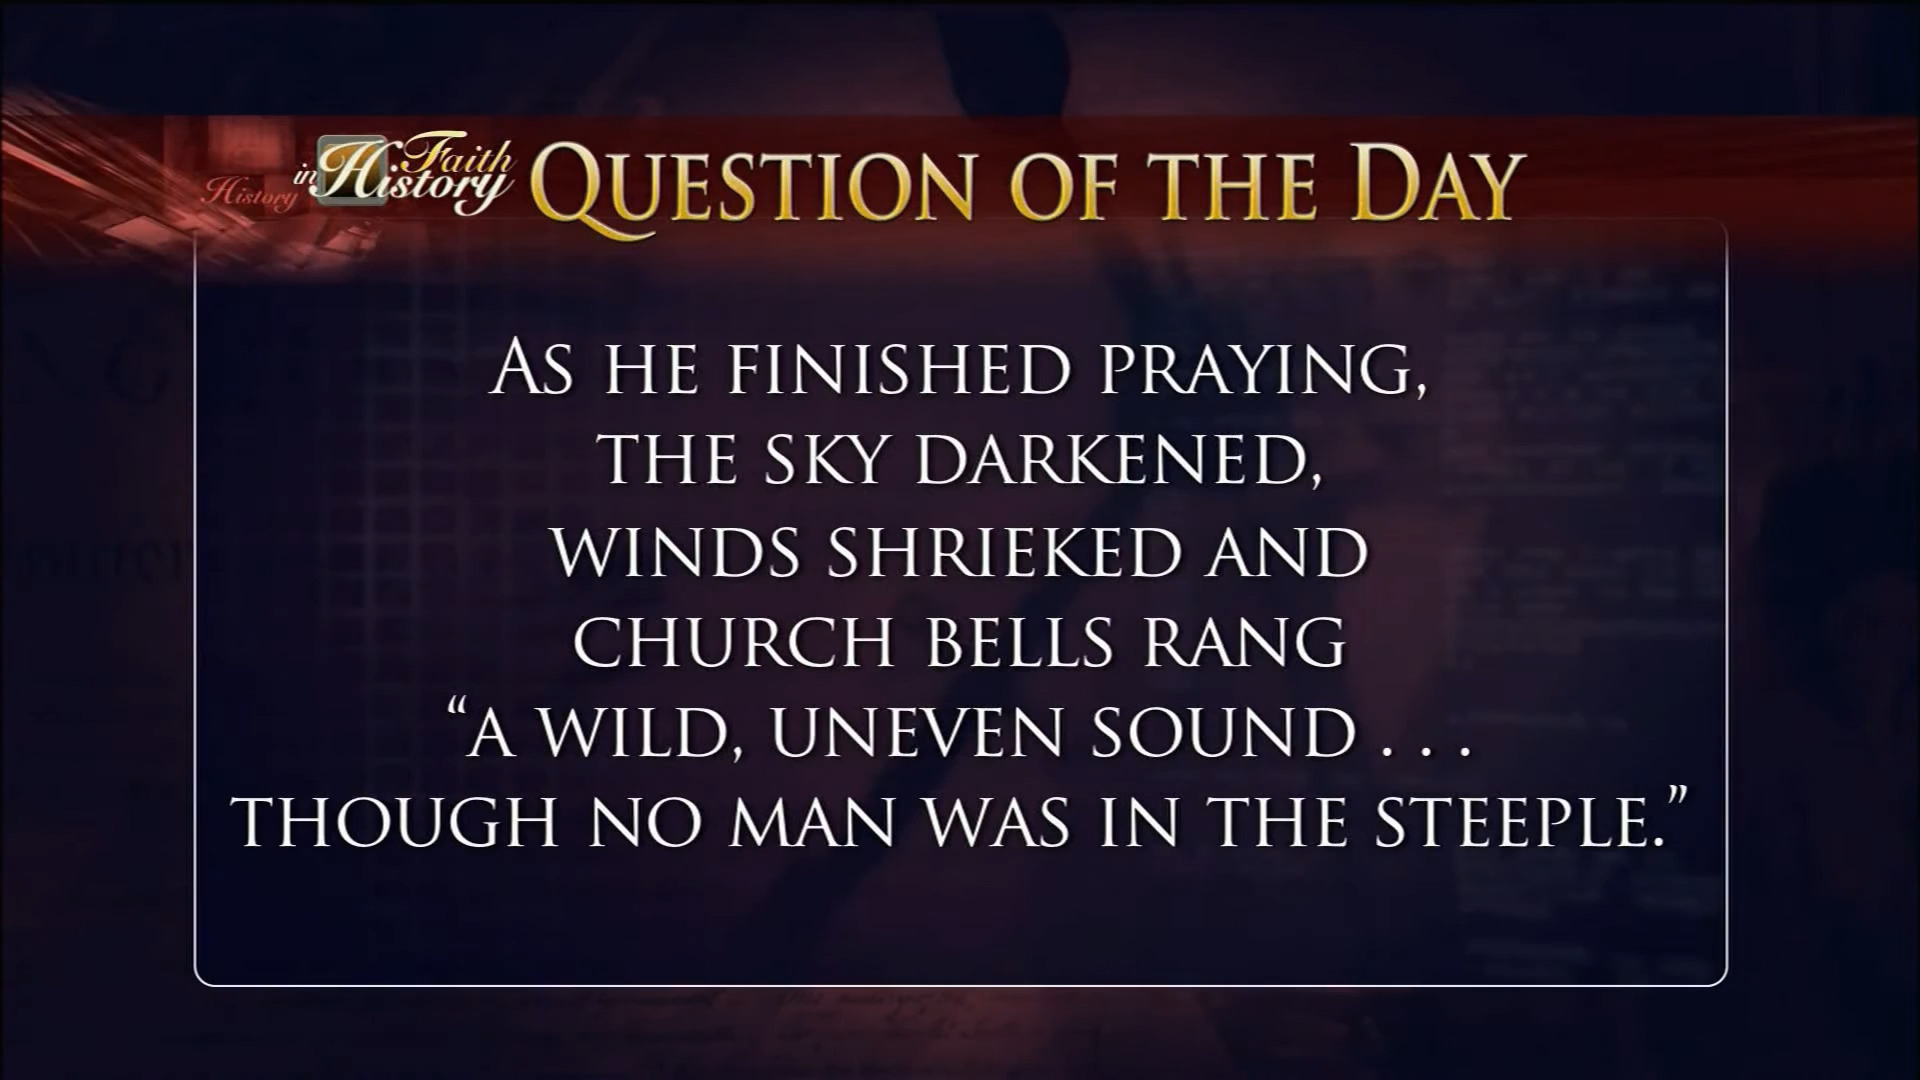 Faith in History
History
QUESTION OF THE DAY
AS HE FINISHED PRAYING,
THE SKY DARKENED,
WINDS SHRIEKED AND
CHURCH BELLS RANG
“A WILD, UNEVEN SOUND . . .
THOUGH NO MAN WAS IN THE STEEPLE.”